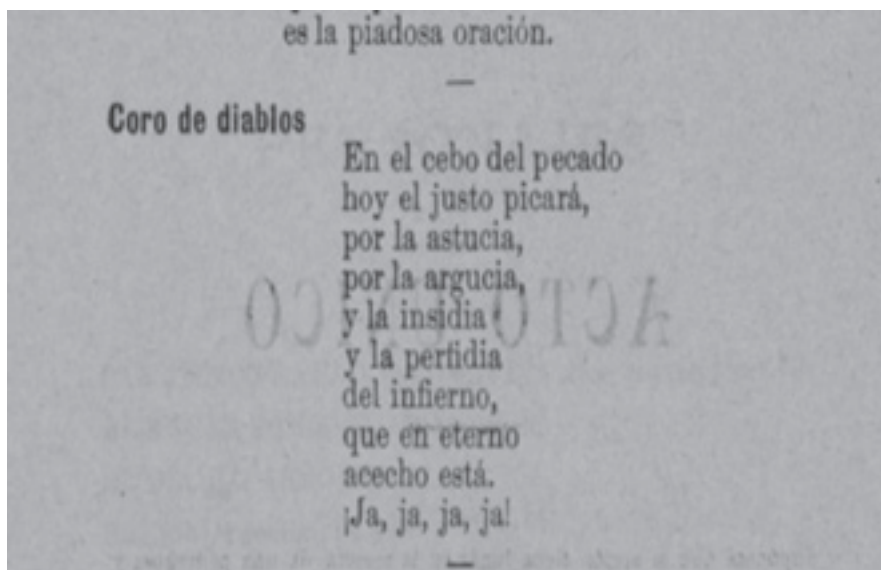 es la piadosa oración.
—
Coro de diablos
En el cebo del pecado
hoy el justo picará,
por la astucia,
por la argucia,
y la insidia
y la perfidia
del infierno,
que en eterno
acecho está.
¡Ja, ja, ja, ja!
—